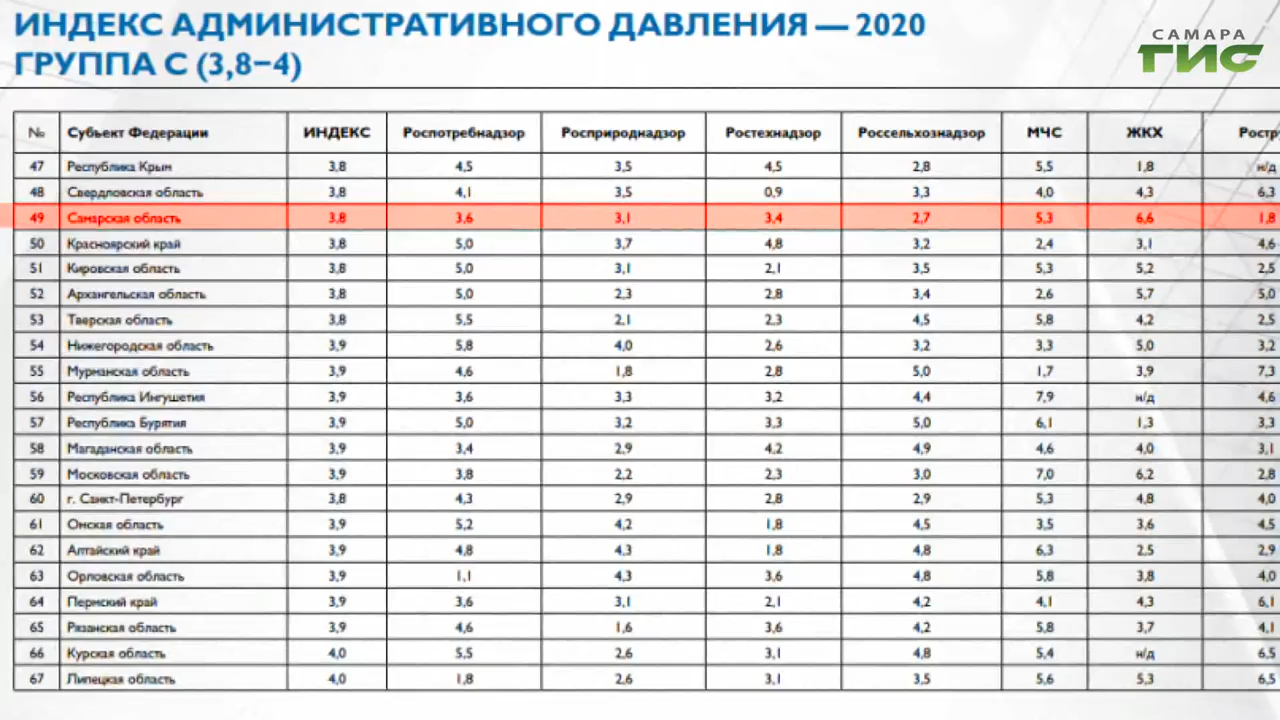 ИНДЕКС АДМИНИСТРАТИВНОГО ДАВЛЕНИЯ — 2020
ГРУППА С (3,8–4)
САМАРА
ГИС
№ Субъект Федерации ИНДЕКС Роспотребнадзор Росприроднадзор Ростехнадзор Россельхознадзор МЧС ЖКХ Ростр
47 Республика Крым 3,8 4,5 3,5 4,5 2,8 5,5 1,8 н/д
48 Свердловская область 3,8 4,1 3,5 0,9 3,3 4,0 4,3 6,3
49 Самарская область 3,8 3,6 3,1 3,4 2,7 5,3 6,6 1,8
50 Красноярский край 3,8 5,0 3,7 4,8 3,2 2,4 3,1 4,6
51 Кировская область 3,8 5,0 3,1 2,1 3,5 5,3 5,2 2,5
52 Архангельская область 3,8 5,0 2,3 2,8 3,4 2,6 5,7 5,0
53 Тверская область 3,8 5,5 2,1 2,3 4,5 5,8 4,2 2,5
54 Нижегородская область 3,9 5,8 4,0 2,6 3,2 3,3 5,0 3,2
55 Мурманская область 3,9 4,6 1,8 2,8 5,0 1,7 3,9 7,3
56 Республика Ингушетия 3,9 3,6 3,3 3,2 4,4 7,9 н/д 4,6
57 Республика Бурятия 3,9 5,0 3,2 3,3 5,0 6,1 1,3 3,3
58 Магаданская область 3,9 3,4 2,9 4,2 4,9 4,6 4,0 3,1
59 Московская область 3,9 3,8 2,2 2,3 3,0 7,0 6,2 2,8
60 г. Санкт-Петербург 3,8 4,3 2,9 2,8 2,9 5,3 4,8 4,0
61 Омская область 3,9 5,2 4,2 1,8 4,5 3,5 3,6 4,5
62 Алтайский край 3,9 4,8 4,3 1,8 4,8 6,3 2,5 2,9
63 Орловская область 3,9 1,1 4,3 3,6 4,8 5,8 3,8 4,0
64 Пермский край 3,9 3,6 3,1 2,1 4,2 4,1 4,3 6,1
65 Рязанская область 3,9 4,6 1,6 3,6 4,2 5,8 3,7 4,1
66 Курская область 4,0 5,5 2,6 3,1 4,8 5,4 н/д 6,5
67 Липецкая область 4,0 1,8 2,6 3,1 3,5 5,6 5,3 6,5